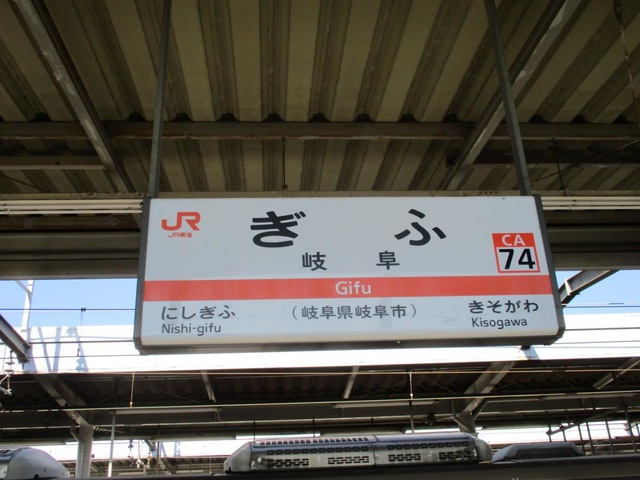 JR
JR東海
ぎふ
岐阜
CA
74
Gifu
にしぎふ
Nishi-gifu
（岐阜県岐阜市）
きそがわ
Kisogawa